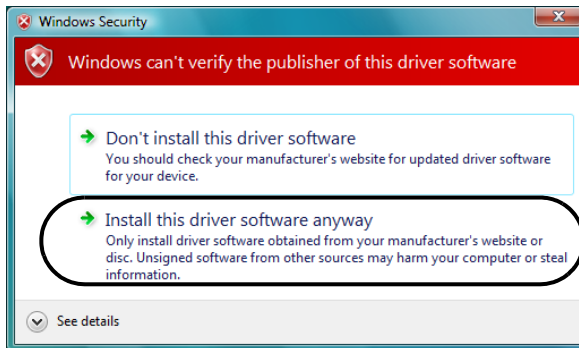 Windows Security
Windows can't verify the publisher of this driver software
Don't install this driver software
You should check your manufacturer's website for updated driver software
for your device.
Install this driver software anyway
Only install driver software obtained from your manufacturer's website or
disc. Unsigned software from other sources may harm your computer or steal
information.
See details